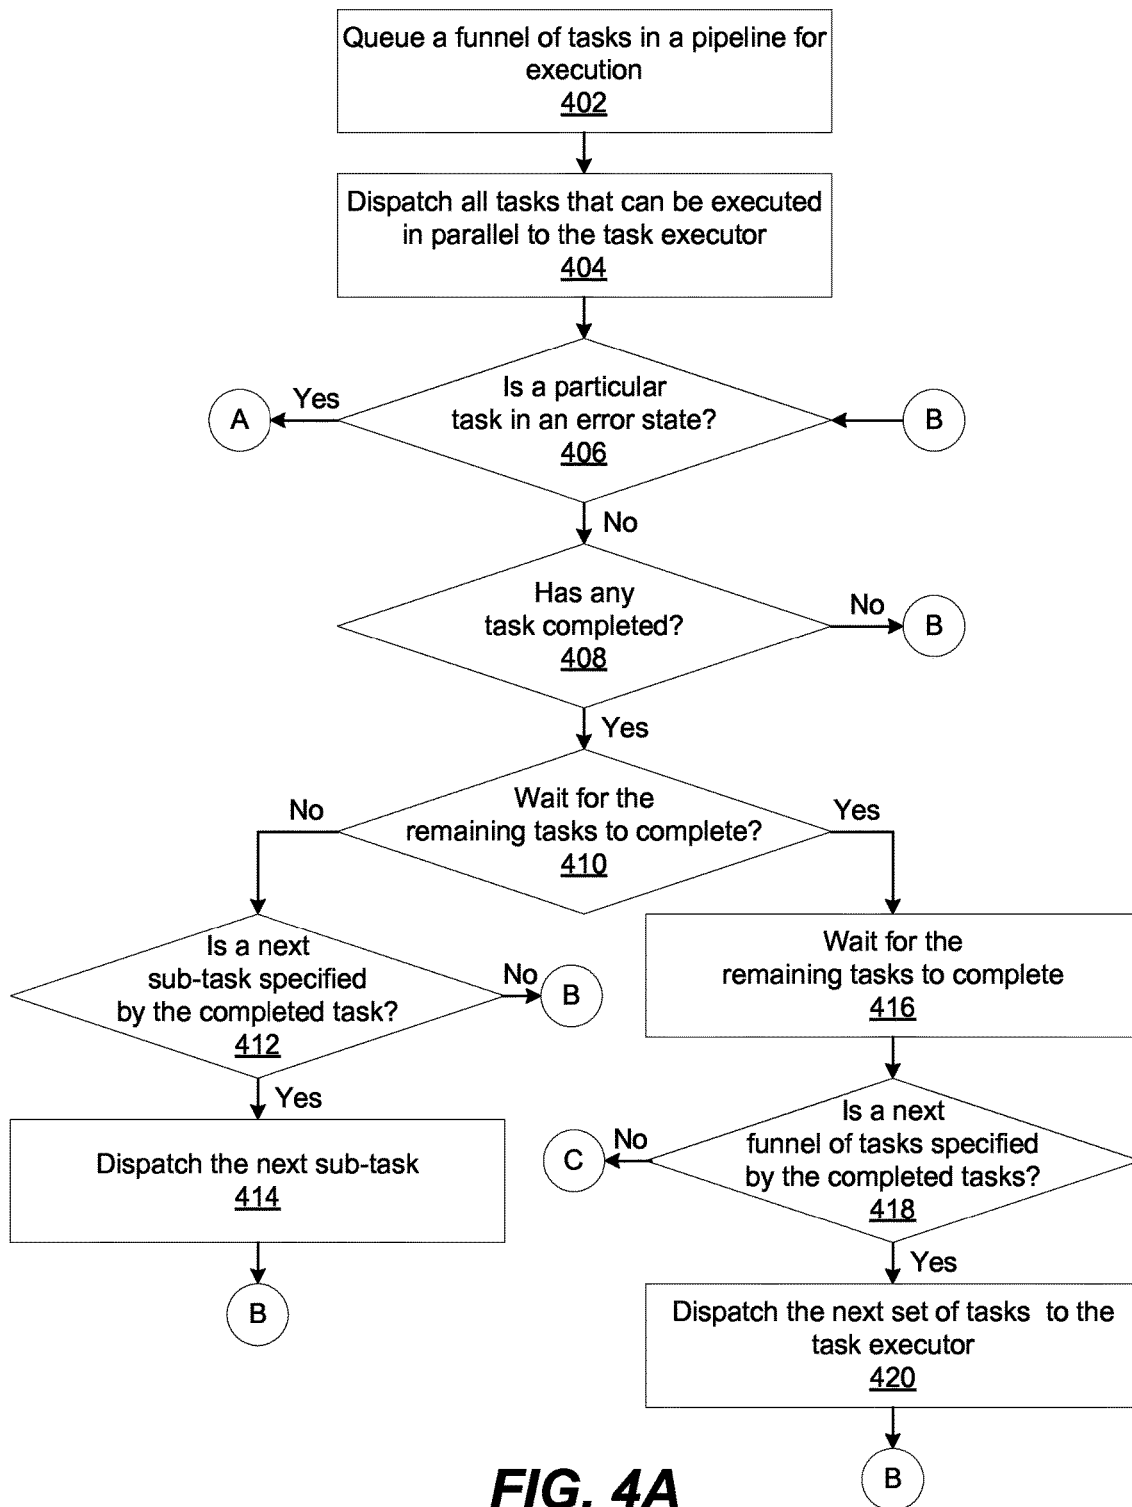 Queue a funnel of tasks in a pipeline for
execution
402
Dispatch all tasks that can be executed
in parallel to the task executor
404
Is a particular
task in an error state?
406
Yes
A
B
No
Has any
task completed?
408
No
B
Yes
Wait for the
remaining tasks to complete?
410
No
Yes
Is a next
sub-task specified
by the completed task?
412
No
B
Wait for the
remaining tasks to complete
416
Yes
Dispatch the next sub-task
414
B
Is a next
funnel of tasks specified
by the completed tasks?
418
No
C
Yes
Dispatch the next set of tasks to the
task executor
420
B
FIG. 4A